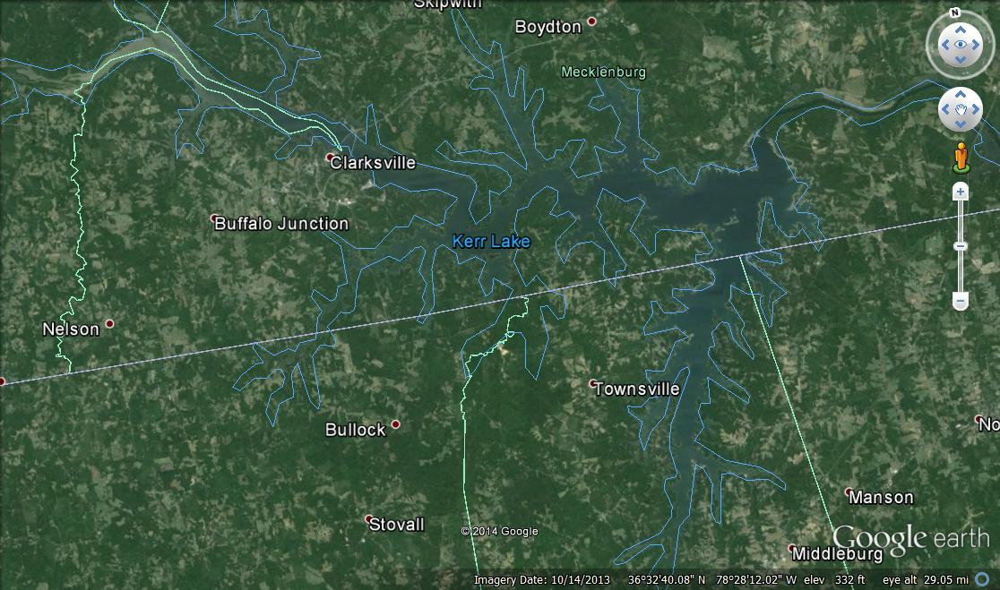 Skipwith
Boydton
N
Mecklenburg
Clarksville
Buffalo Junction
Kerr Lake
Nelson
Townsville
Bullock
No
Manson
Stovall
© 2014 Google
Google earth
Middleburg
Imagery Date: 10/14/2013 36°32'40.08" N 78°28'12.02" W elev 332 ft eye alt 29.05 mi